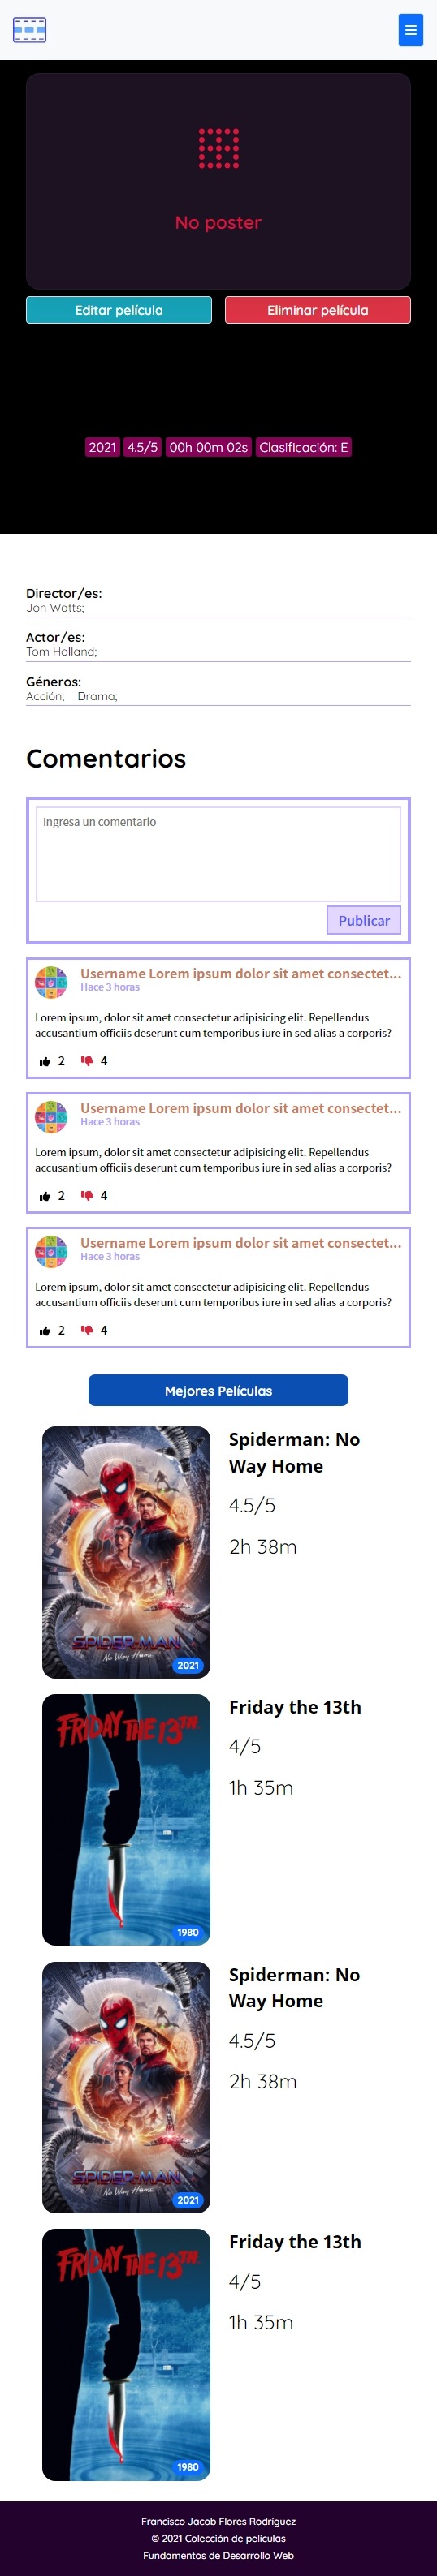 No poster
Editar película
Eliminar película
2021
4.5/5
00h 00m 02s
Clasificación: E
Director/es:
Jon Watts;
Actor/es:
Tom Holland;
Géneros:
Acción; Drama;
Comentarios
Ingresa un comentario
Publicar
Username Lorem ipsum dolor sit amet consectet...
Hace 3 horas
Lorem ipsum, dolor sit amet consectetur adipisicing elit. Repellendus
accusantium officiis deserunt cum temporibus iure in sed alias a corporis?
2 4
Username Lorem ipsum dolor sit amet consectet...
Hace 3 horas
Lorem ipsum, dolor sit amet consectetur adipisicing elit. Repellendus
accusantium officiis deserunt cum temporibus iure in sed alias a corporis?
2 4
Username Lorem ipsum dolor sit amet consectet...
Hace 3 horas
Lorem ipsum, dolor sit amet consectetur adipisicing elit. Repellendus
accusantium officiis deserunt cum temporibus iure in sed alias a corporis?
2 4
Mejores Películas
SPIDER-MAN
No Way Home
2021
Spiderman: No
Way Home
4.5/5
2h 38m
FRIDAY THE 13TH
1980
Friday the 13th
4/5
1h 35m
SPIDER-MAN
No Way Home
2021
Spiderman: No
Way Home
4.5/5
2h 38m
FRIDAY THE 13TH
1980
Friday the 13th
4/5
1h 35m
Francisco Jacob Flores Rodríguez
© 2021 Colección de películas
Fundamentos de Desarrollo Web